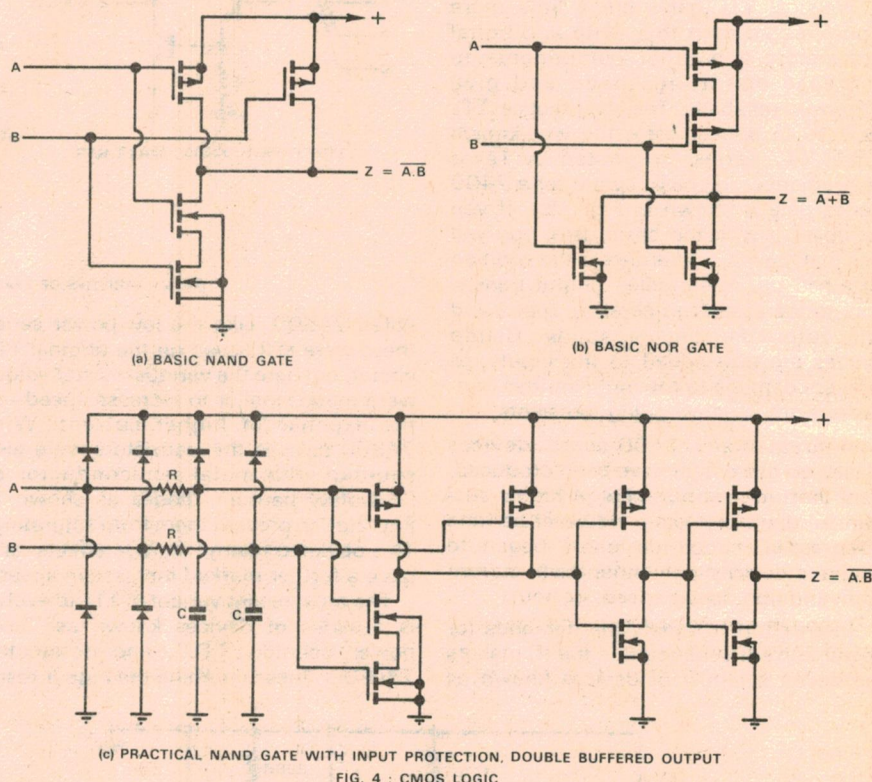 +
+
A
A
B
B
Z = A.B
Z = A+B
(a) BASIC NAND GATE
(b) BASIC NOR GATE
+
R
A
R
B
Z = A.B
C
C
(c) PRACTICAL NAND GATE WITH INPUT PROTECTION, DOUBLE BUFFERED OUTPUT
FIG. 4 : CMOS LOGIC